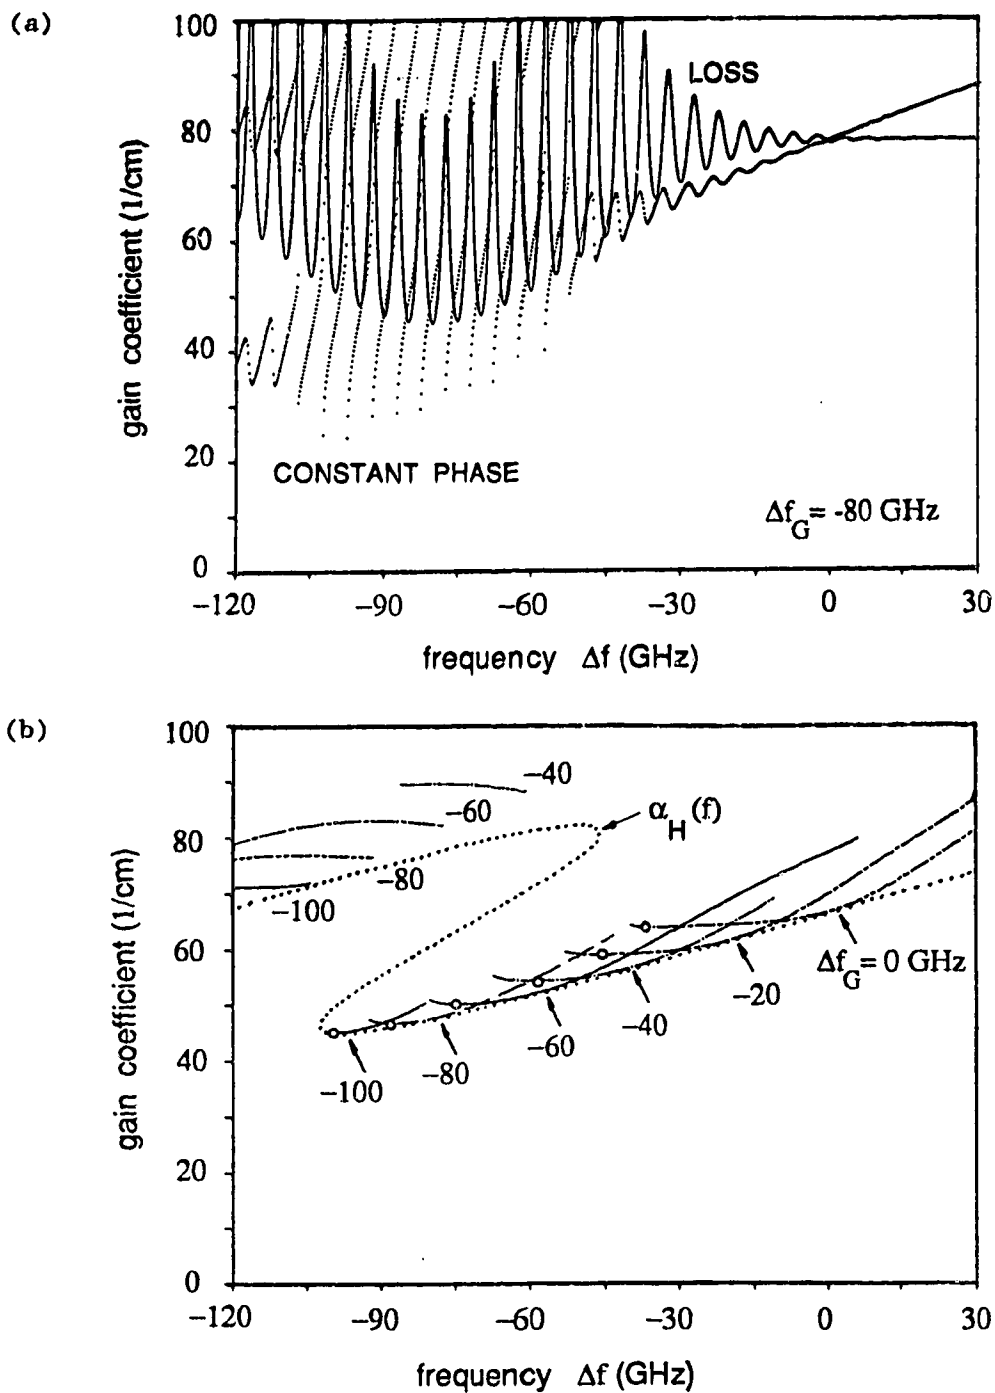 (a)
100
80
60
40
20
0
gain coefficient (1/cm)
LOSS
CONSTANT PHASE
Δf_G = -80 GHz
−120 −90 −60 −30 0 30
frequency Δf (GHz)
(b)
100
80
60
40
20
0
gain coefficient (1/cm)
−40
−60
α_H (f)
−80
−100
Δf_G = 0 GHz
−20
−40
−60
−80
−100
−120 −90 −60 −30 0 30
frequency Δf (GHz)